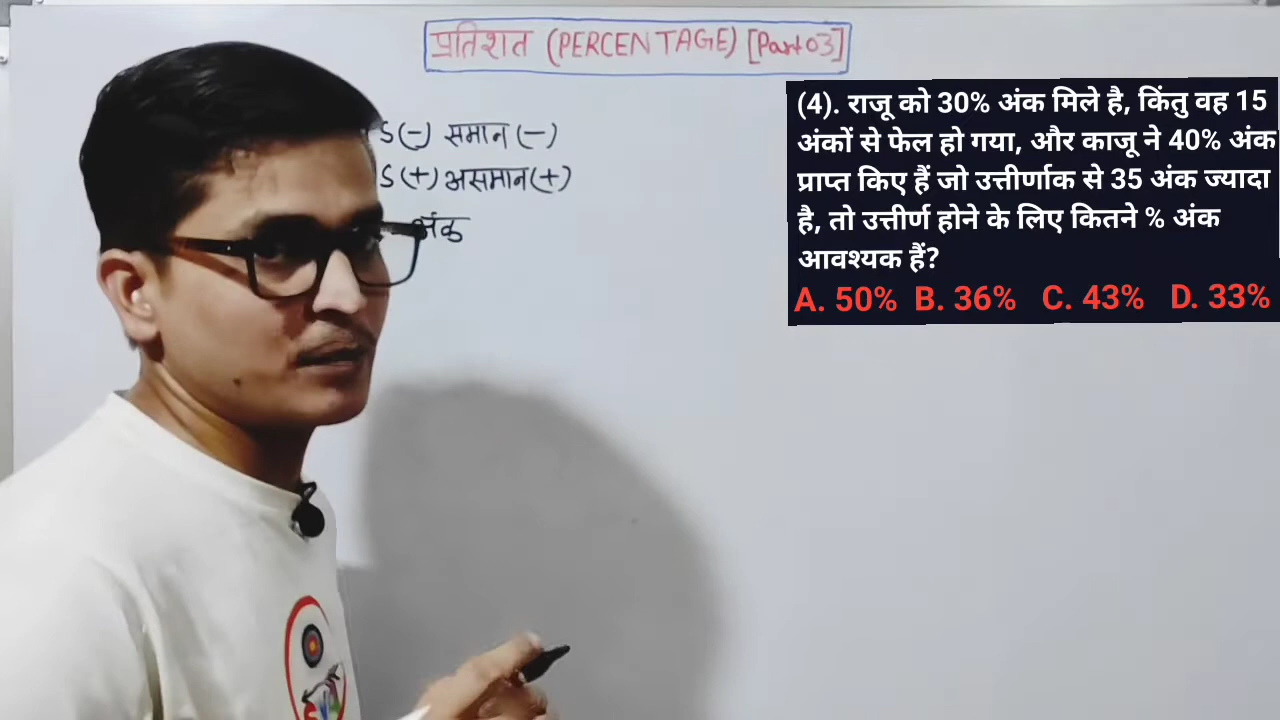 प्रतिशत (PERCENTAGE) [Part 03]
S(-) समान (-)
S(+) असमान (+)
अंक
(4). राजू को 30% अंक मिले है, किंतु वह 15
अंकों से फेल हो गया, और काजू ने 40% अंक
प्राप्त किए हैं जो उत्तीर्णाक से 35 अंक ज्यादा
है, तो उत्तीर्ण होने के लिए कितने % अंक
आवश्यक हैं?
A. 50% B. 36% C. 43% D. 33%